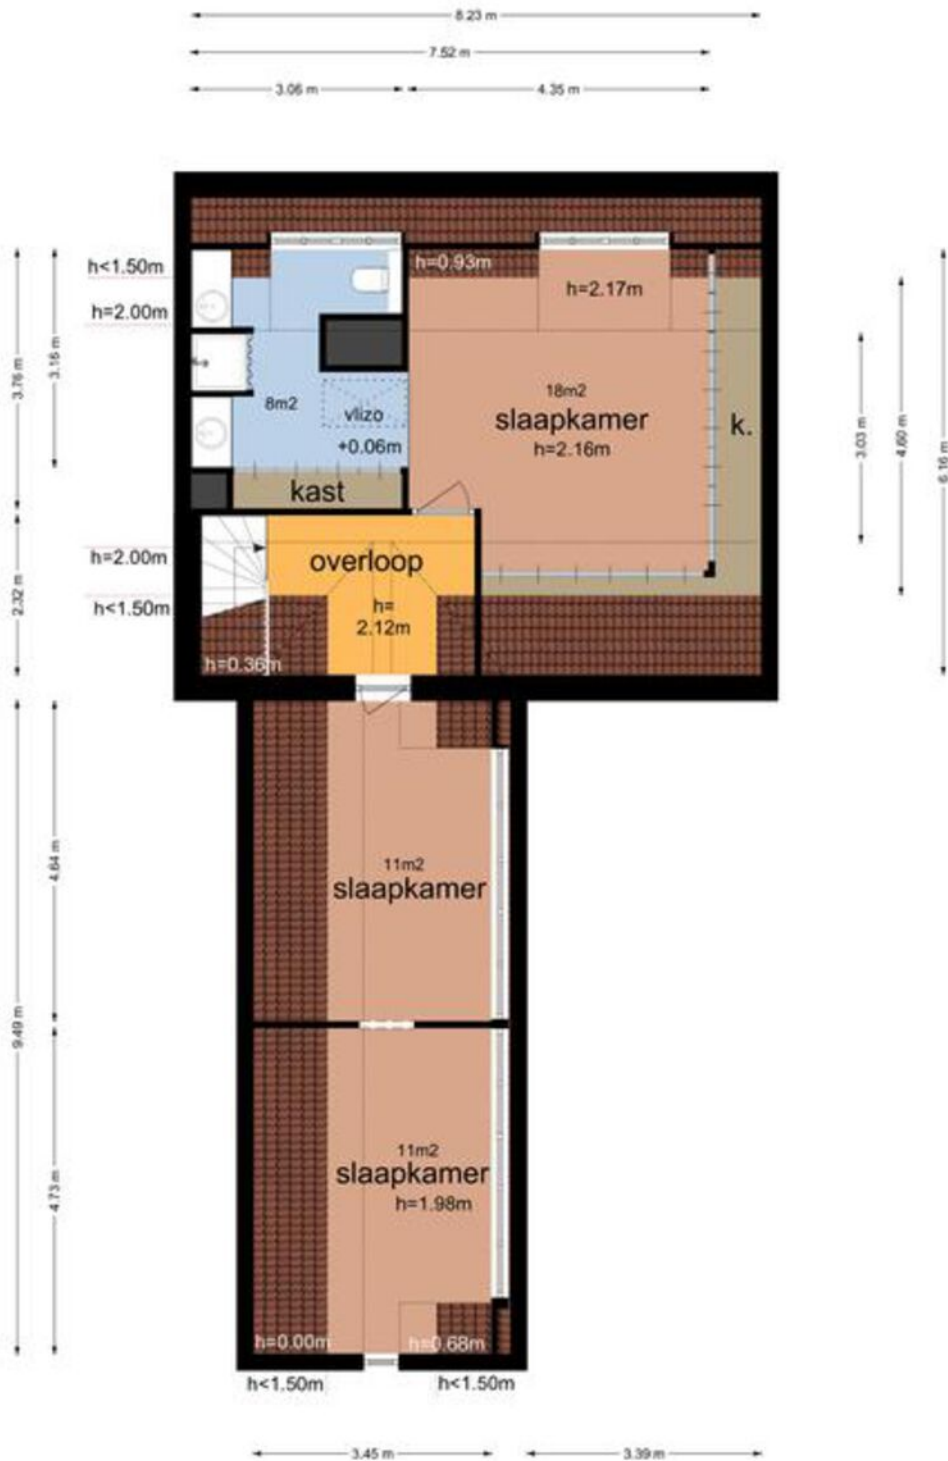 8.23 m
7.52 m
3.06 m
4.35 m
h<1.50m
h=0.93m
h=2.17m
h=2.00m
3.76 m
3.16 m
8m2
vlizo
+0.06m
18m2
slaapkamer
h=2.16m
k.
3.03 m
4.60 m
6.16 m
kast
overloop
h=2.00m
h<1.50m
2.32 m
h=
2.12m
h=0.36m
11m2
slaapkamer
4.64 m
9.49 m
11m2
slaapkamer
h=1.98m
4.73 m
h=0.00m
h=0.68m
h<1.50m
h<1.50m
3.45 m
3.39 m